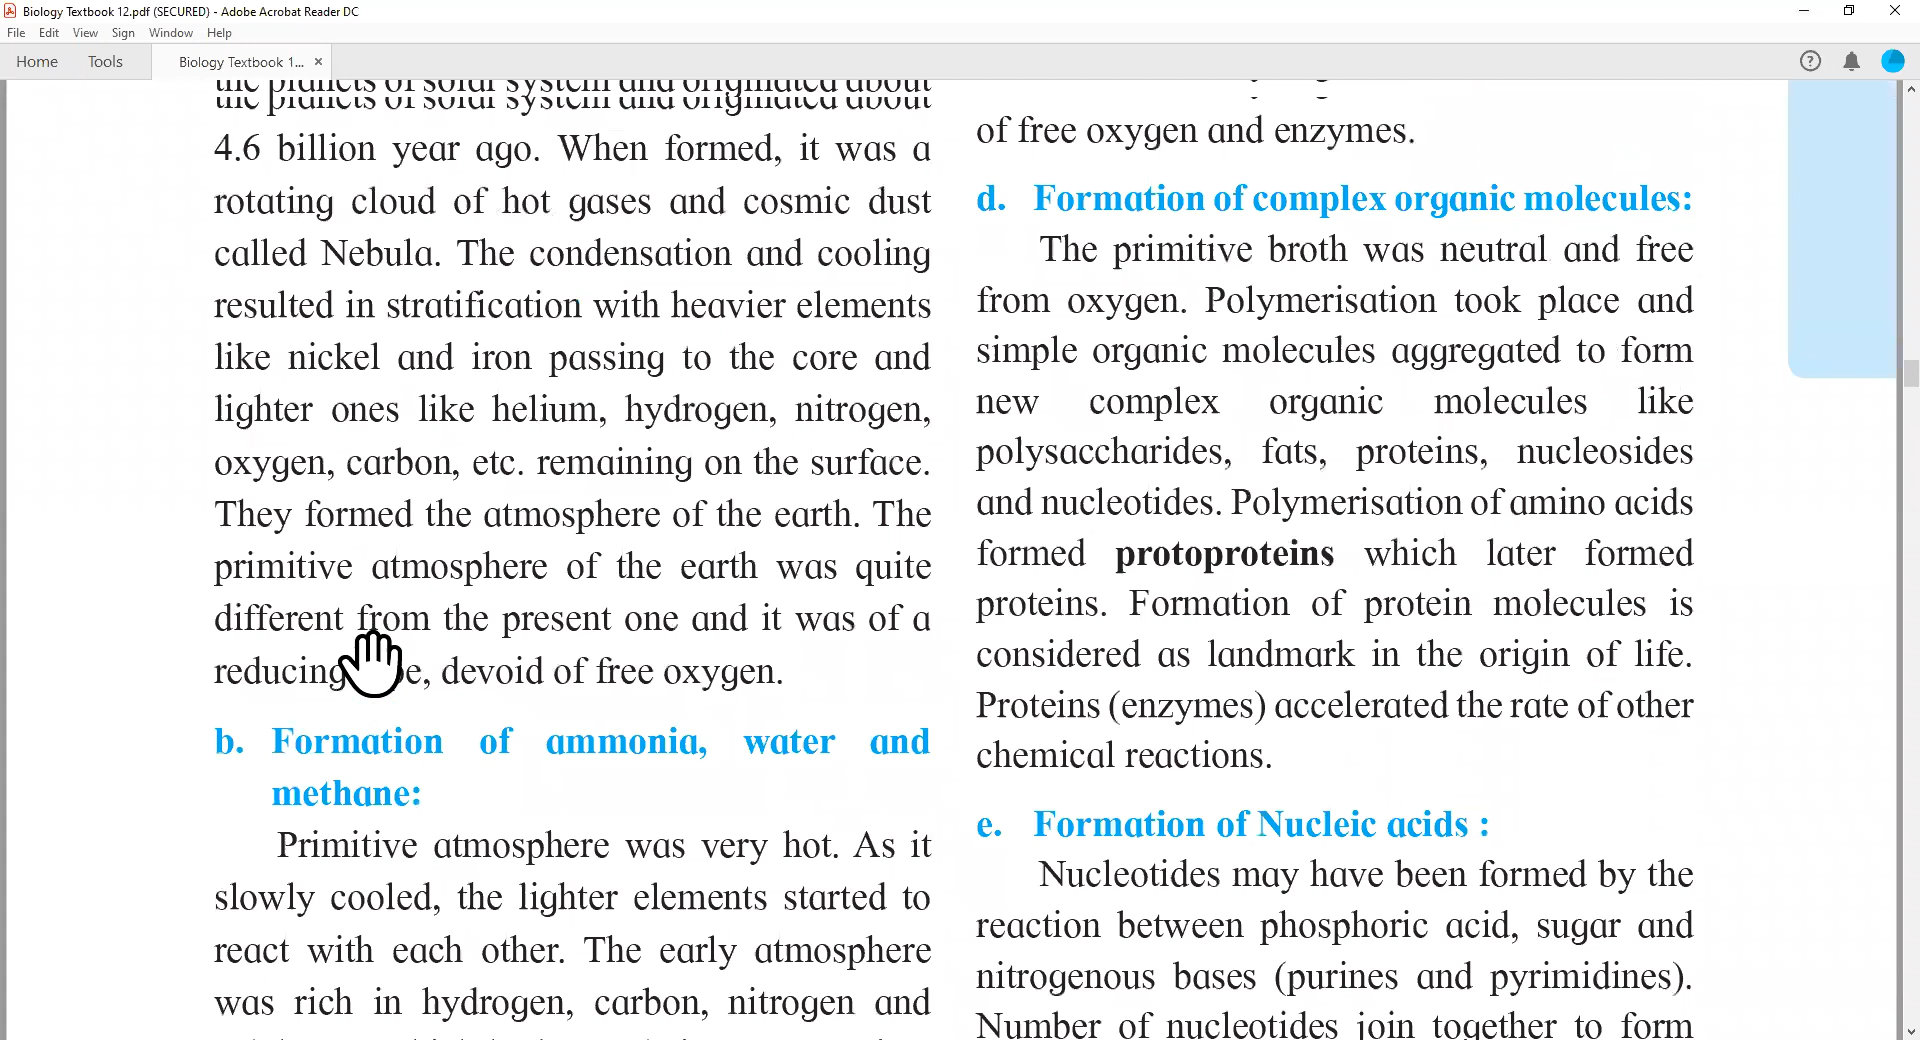 Biology Textbook 12.pdf (SECURED) - Adobe Acrobat Reader DC
File Edit View Sign Window Help
Home Tools Biology Textbook 1... ×
the planets of solar system and originated about
4.6 billion year ago. When formed, it was a
rotating cloud of hot gases and cosmic dust
called Nebula. The condensation and cooling
resulted in stratification with heavier elements
like nickel and iron passing to the core and
lighter ones like helium, hydrogen, nitrogen,
oxygen, carbon, etc. remaining on the surface.
They formed the atmosphere of the earth. The
primitive atmosphere of the earth was quite
different from the present one and it was of a
reducing devoid of free oxygen.
b. Formation of ammonia, water and
methane:
Primitive atmosphere was very hot. As it
slowly cooled, the lighter elements started to
react with each other. The early atmosphere
was rich in hydrogen, carbon, nitrogen and
of free oxygen and enzymes.
d. Formation of complex organic molecules:
The primitive broth was neutral and free
from oxygen. Polymerisation took place and
simple organic molecules aggregated to form
new complex organic molecules like
polysaccharides, fats, proteins, nucleosides
and nucleotides. Polymerisation of amino acids
formed protoproteins which later formed
proteins. Formation of protein molecules is
considered as landmark in the origin of life.
Proteins (enzymes) accelerated the rate of other
chemical reactions.
e. Formation of Nucleic acids :
Nucleotides may have been formed by the
reaction between phosphoric acid, sugar and
nitrogenous bases (purines and pyrimidines).
Number of nucleotides join together to form